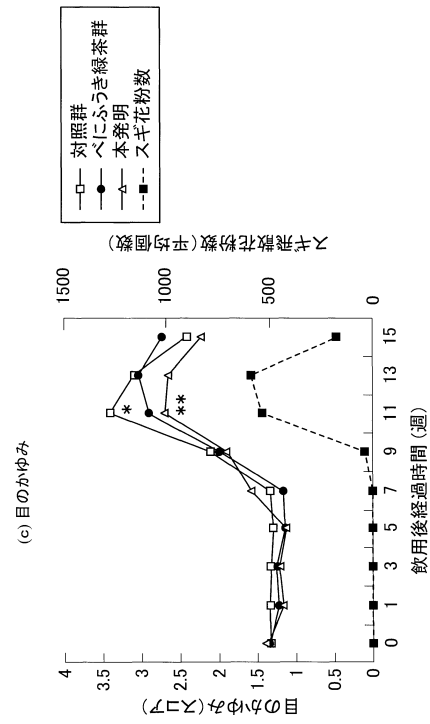 (c) 目のかゆみ
目のかゆみ(スコア)
4
3.5
3
2.5
2
1.5
1
0.5
0
スギ飛散花粉数(平均個数)
1500
1000
500
0
*
**
0 1 3 5 7 9 11 13 15
飲用後経過時間(週)
対照群
べにふうき緑茶群
本発明
スギ花粉数